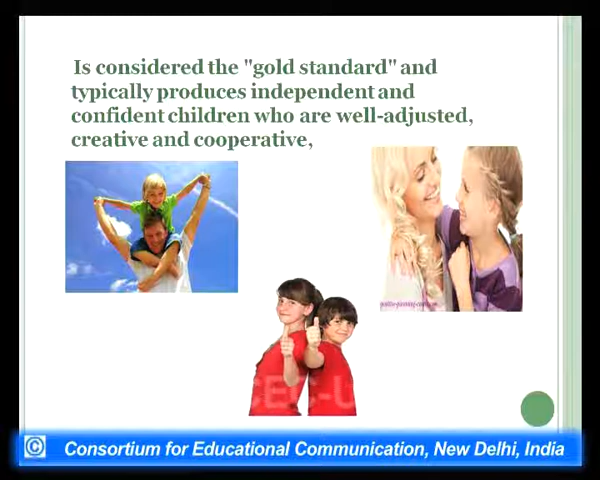 Is considered the "gold standard" and
typically produces independent and
confident children who are well-adjusted,
creative and cooperative,
CEC-U
© Consortium for Educational Communication, New Delhi, India